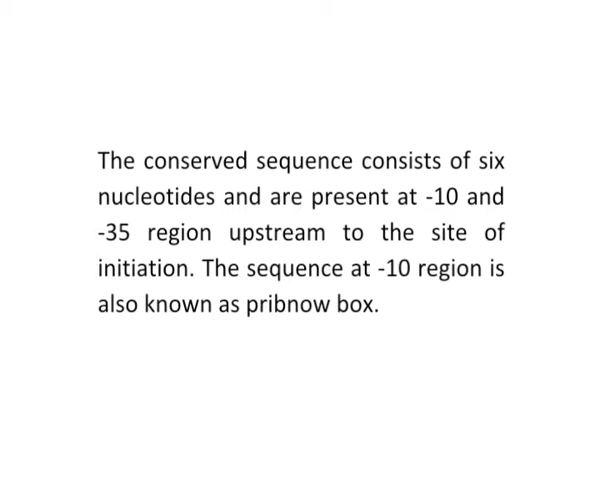 The conserved sequence consists of six
nucleotides and are present at -10 and
-35 region upstream to the site of
initiation. The sequence at -10 region is
also known as pribnow box.